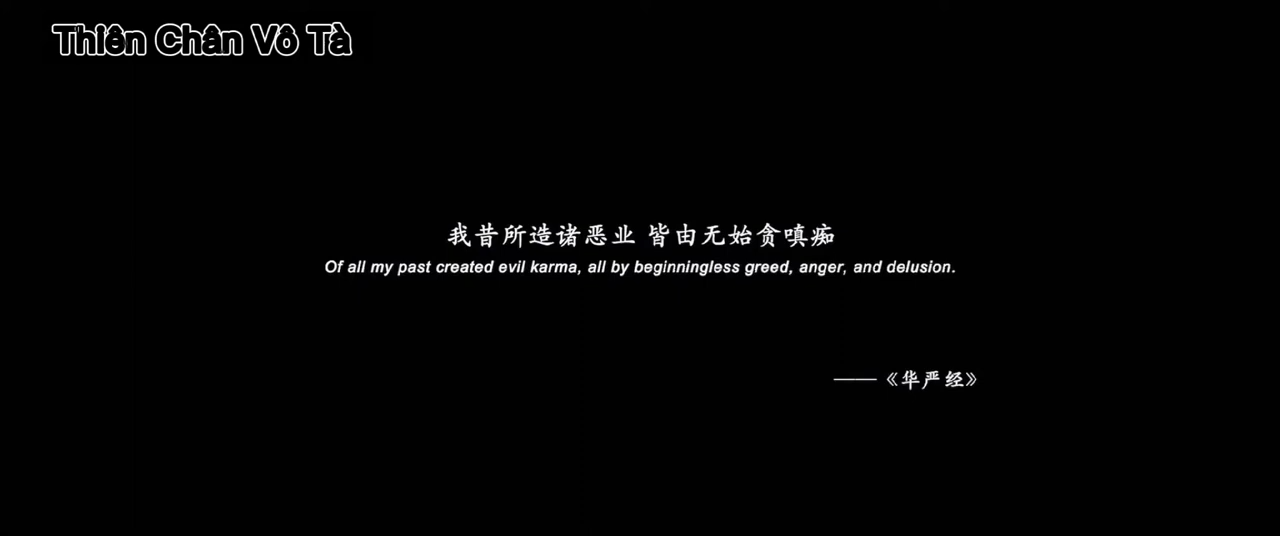 Thiên Chân Vô Tà
我昔所造诸恶业 皆由无始贪嗔痴
Of all my past created evil karma, all by beginningless greed, anger, and delusion.
——《华严经》